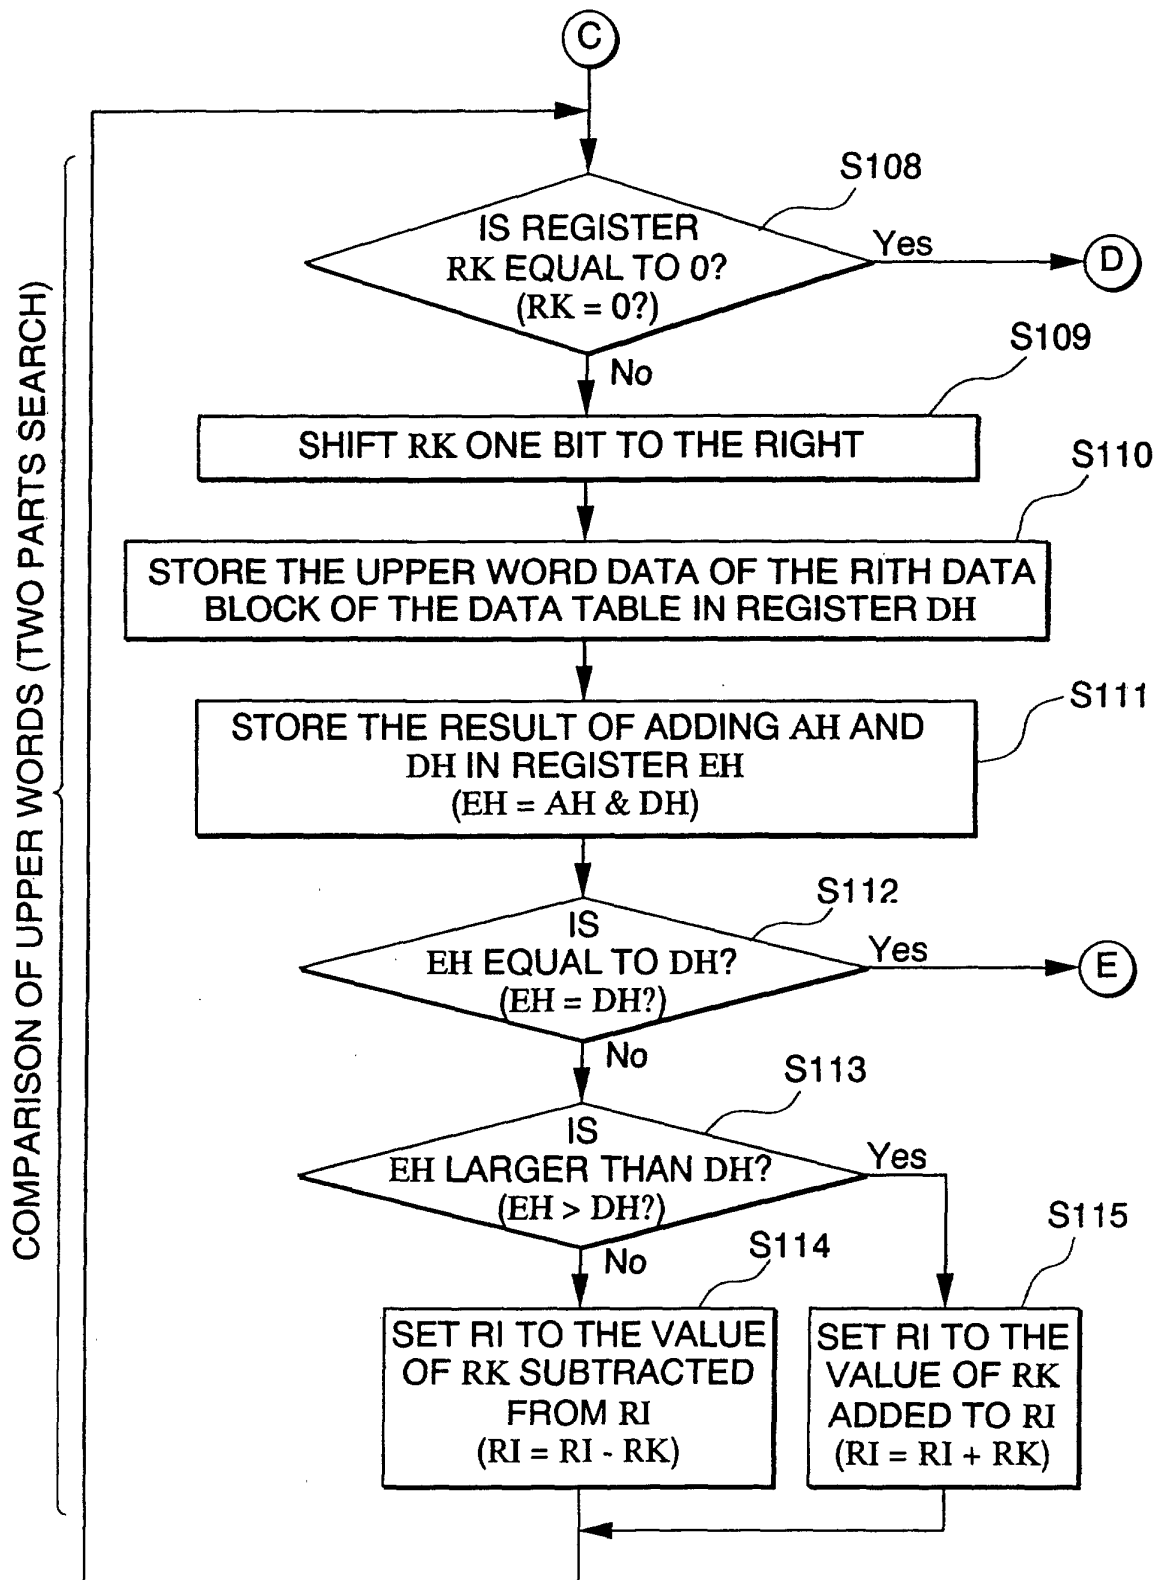 C
S108
IS REGISTER
RK EQUAL TO 0?
(RK = 0?)
Yes
D
No
S109
SHIFT RK ONE BIT TO THE RIGHT
S110
STORE THE UPPER WORD DATA OF THE RITH DATA
BLOCK OF THE DATA TABLE IN REGISTER DH
S111
STORE THE RESULT OF ADDING AH AND
DH IN REGISTER EH
(EH = AH & DH)
S112
IS
EH EQUAL TO DH?
(EH = DH?)
Yes
E
No
S113
IS
EH LARGER THAN DH?
(EH > DH?)
Yes
No
S114
SET RI TO THE VALUE
OF RK SUBTRACTED
FROM RI
(RI = RI - RK)
S115
SET RI TO THE
VALUE OF RK
ADDED TO RI
(RI = RI + RK)
COMPARISON OF UPPER WORDS (TWO PARTS SEARCH)